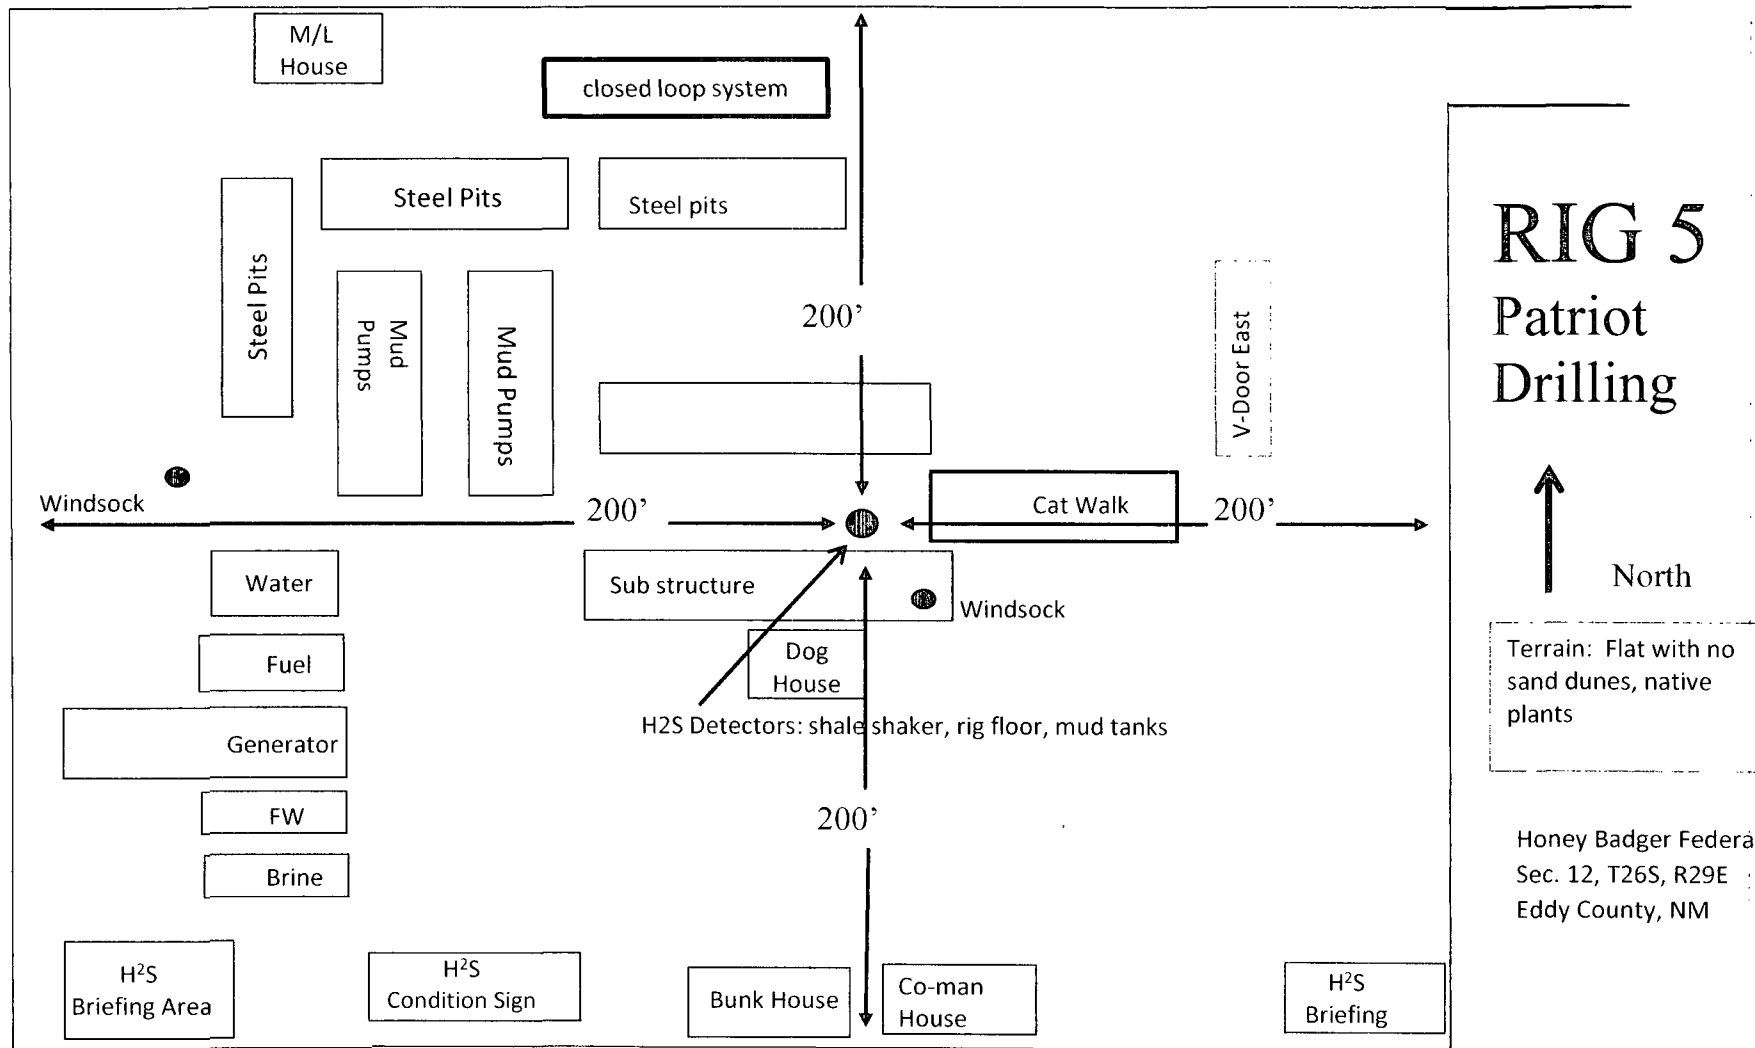 M/L
House
closed loop system
Steel Pits
Steel pits
Steel Pits
Mud
Pumps
Mud Pumps
200’
V-Door East
RIG 5
Patriot
Drilling
Windsock
200’
Cat Walk
200’
North
Water
Sub structure
Windsock
Fuel
Dog
House
Terrain: Flat with no
sand dunes, native
plants
H2S Detectors: shale shaker, rig floor, mud tanks
Generator
FW
200’
Brine
Honey Badger Federa
Sec. 12, T26S, R29E
Eddy County, NM
H²S
Briefing Area
H²S
Condition Sign
Bunk House
Co-man
House
H²S
Briefing